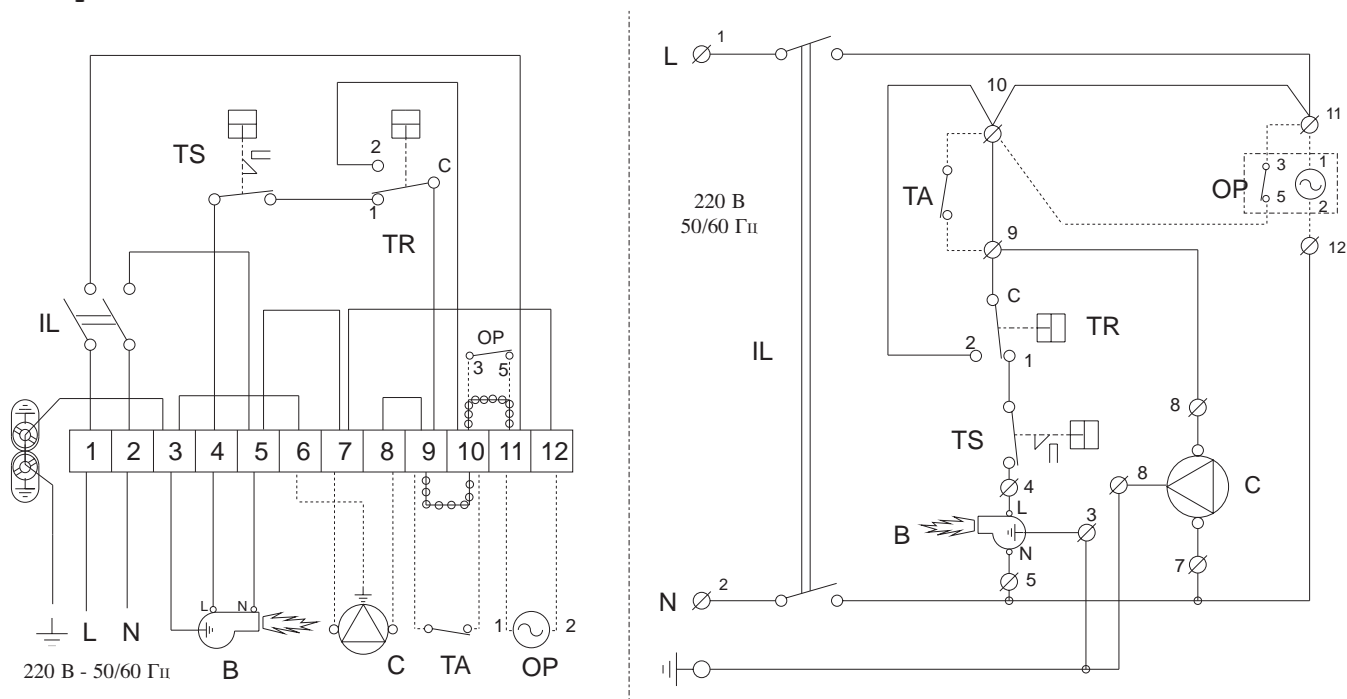 TS
2
C
1
TR
IL
OP
3 5
1 2 3 4 5 6 7 8 9 10 11 12
L N
1 2
L N B C TA OP
220 В - 50/60 Гц
L 1
10
11
TA
OP
3 1
5
2
220 В
50/60 Гц
9
12
C
TR
2
1
IL
8
TS
8
C
4
L
B
3
N
7
5
N 2